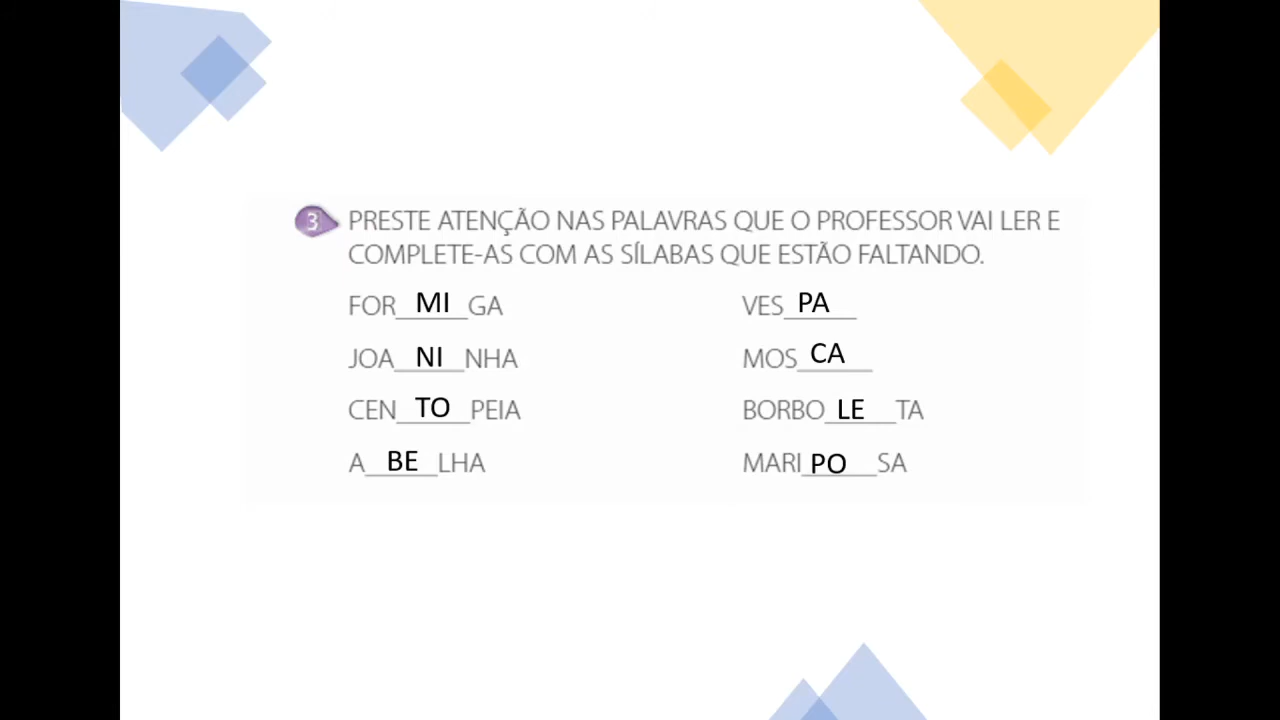 3 PRESTE ATENÇÃO NAS PALAVRAS QUE O PROFESSOR VAI LER E
COMPLETE-AS COM AS SÍLABAS QUE ESTÃO FALTANDO.
FOR MI GA
JOA NI NHA
CEN TO PEIA
A BE LHA
VES PA
MOS CA
BORBO LE TA
MARI PO SA